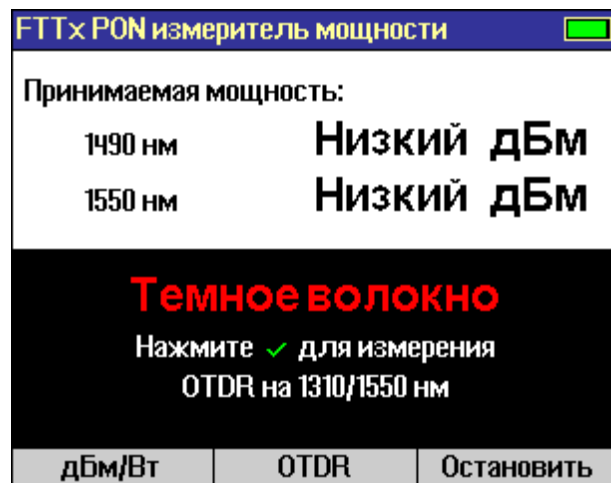 FTTx PON измеритель мощности
Принимаемая мощность:
1490 нм Низкий дБм
1550 нм Низкий дБм
Темное волокно
Нажмите ✓ для измерения
OTDR на 1310/1550 нм
дБм/Вт OTDR Остановить